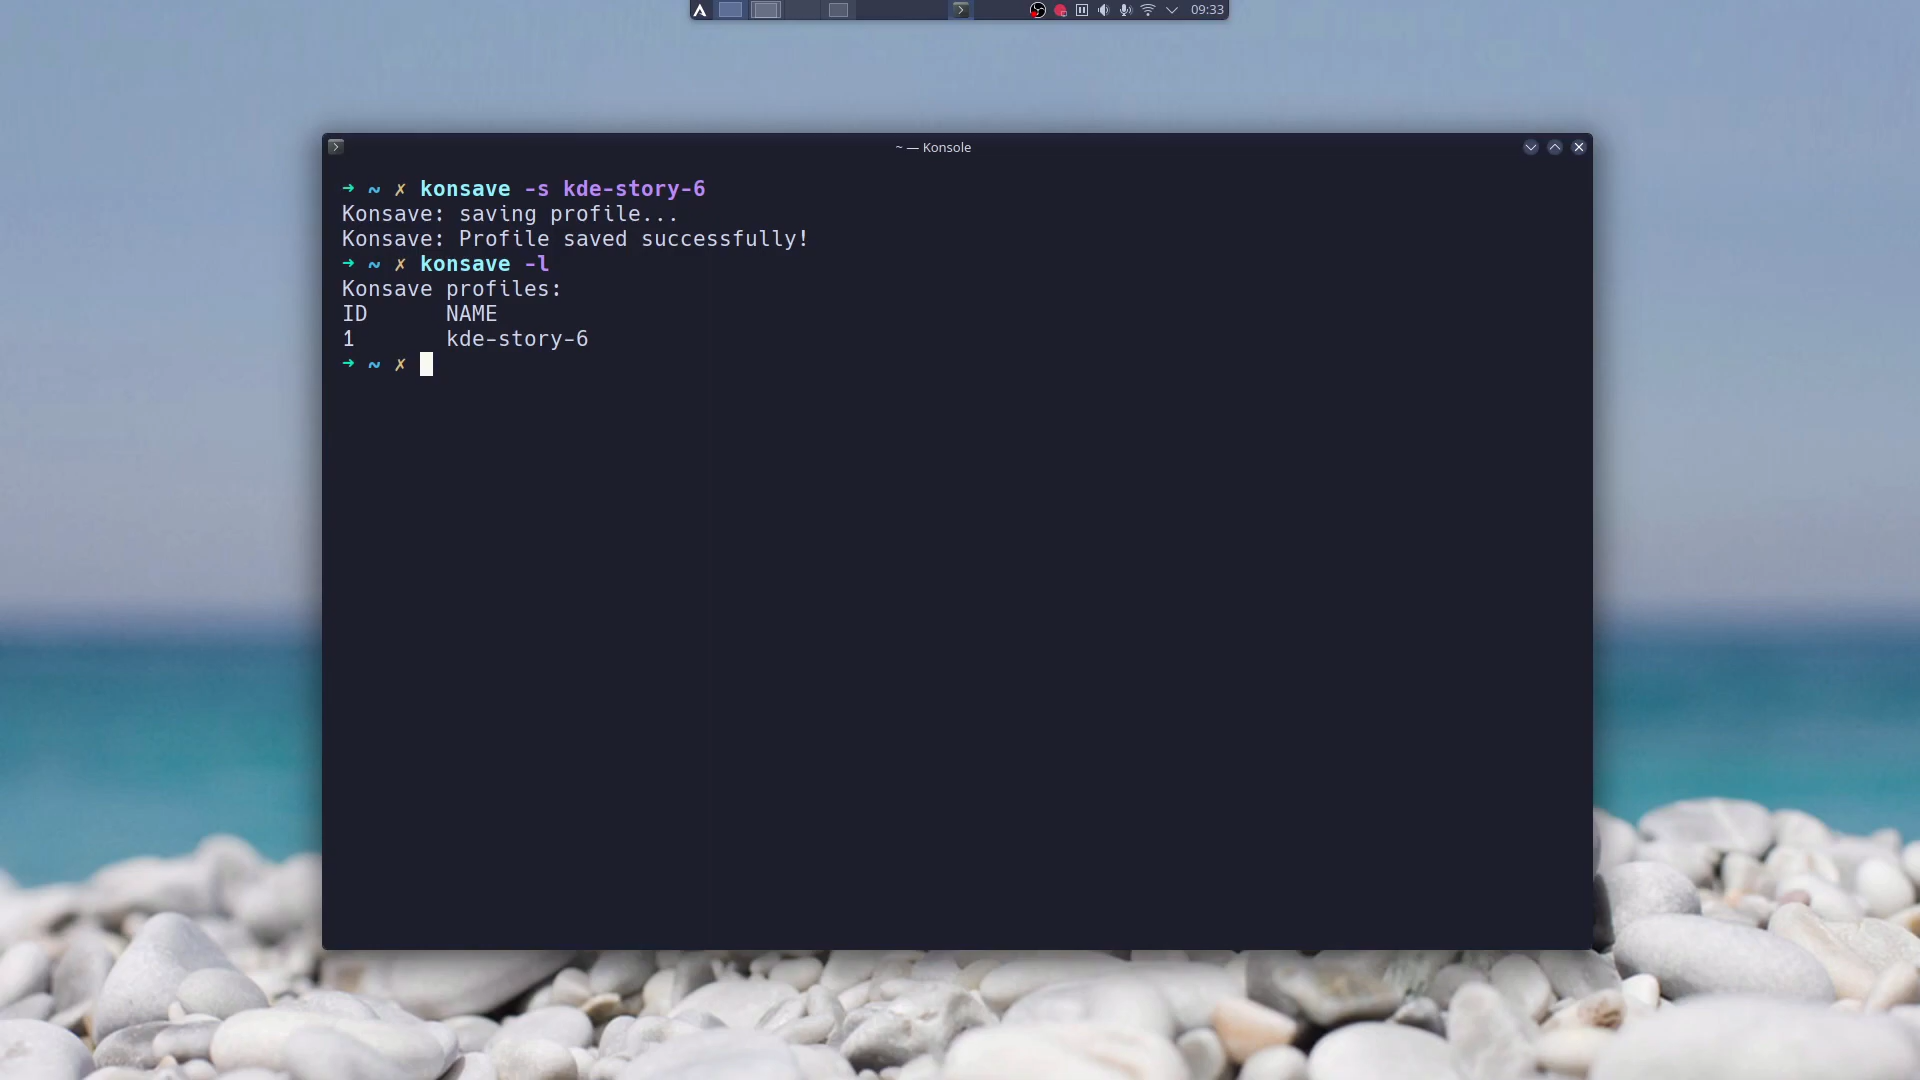 09:33
~ — Konsole
➜ ~ ✗ konsave -s kde-story-6
Konsave: saving profile...
Konsave: Profile saved successfully!
➜ ~ ✗ konsave -l
Konsave profiles:
ID NAME
1 kde-story-6
➜ ~ ✗